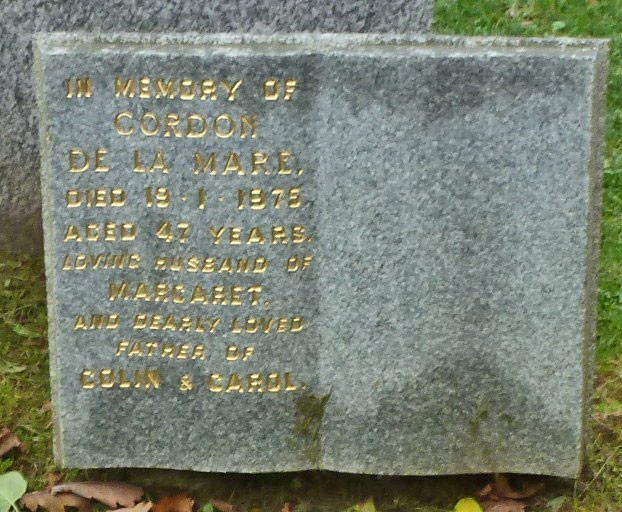 IN MEMORY OF
GORDON
DE LA MARE.
DIED 19 · 1 · 1975
AGED 47 YEARS.
LOVING HUSBAND OF
MARGARET,
AND DEARLY LOVED
FATHER OF
COLIN & CAROL.